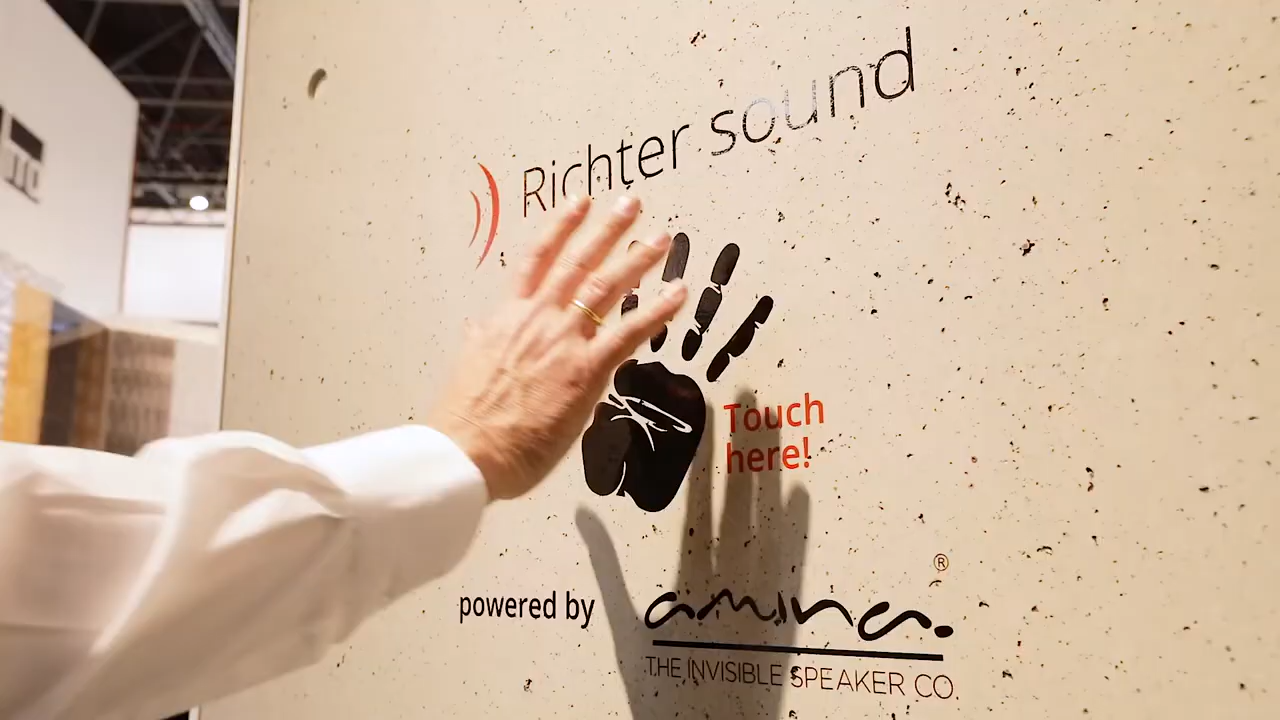 Richter sound
Touch
here!
®
powered by amina.
THE INVISIBLE SPEAKER CO.